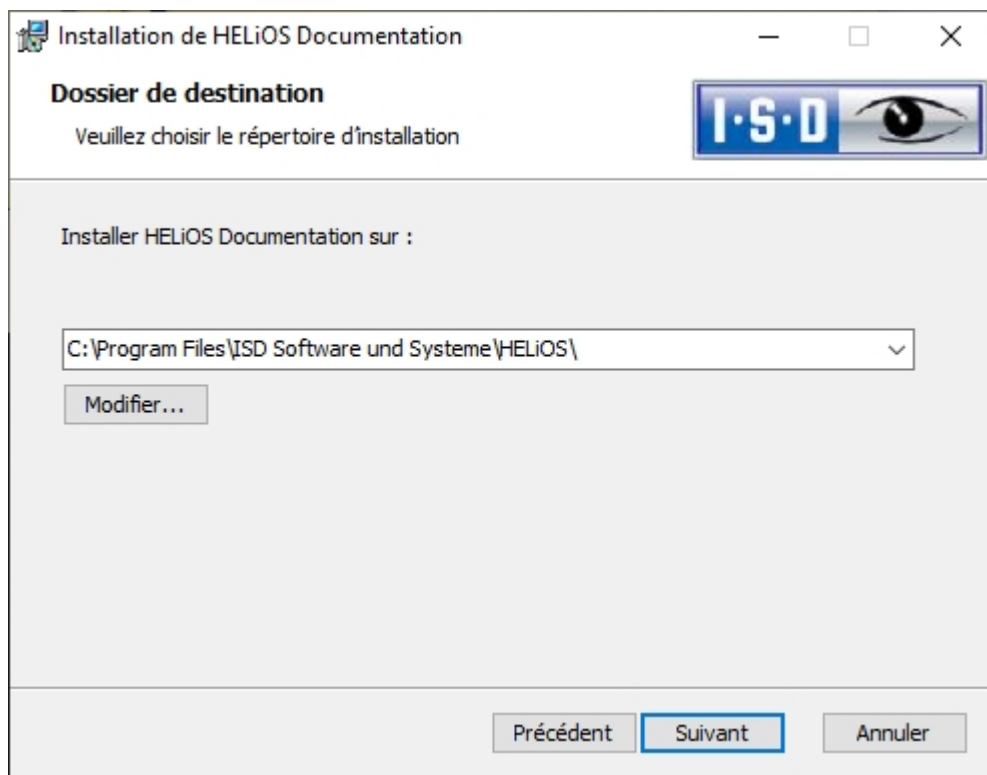 Installation de HELiOS Documentation
Dossier de destination
Veuillez choisir le répertoire d'installation
I·S·D
Installer HELiOS Documentation sur :
C:\Program Files\ISD Software und Systeme\HELiOS\
Modifier...
Précédent Suivant Annuler